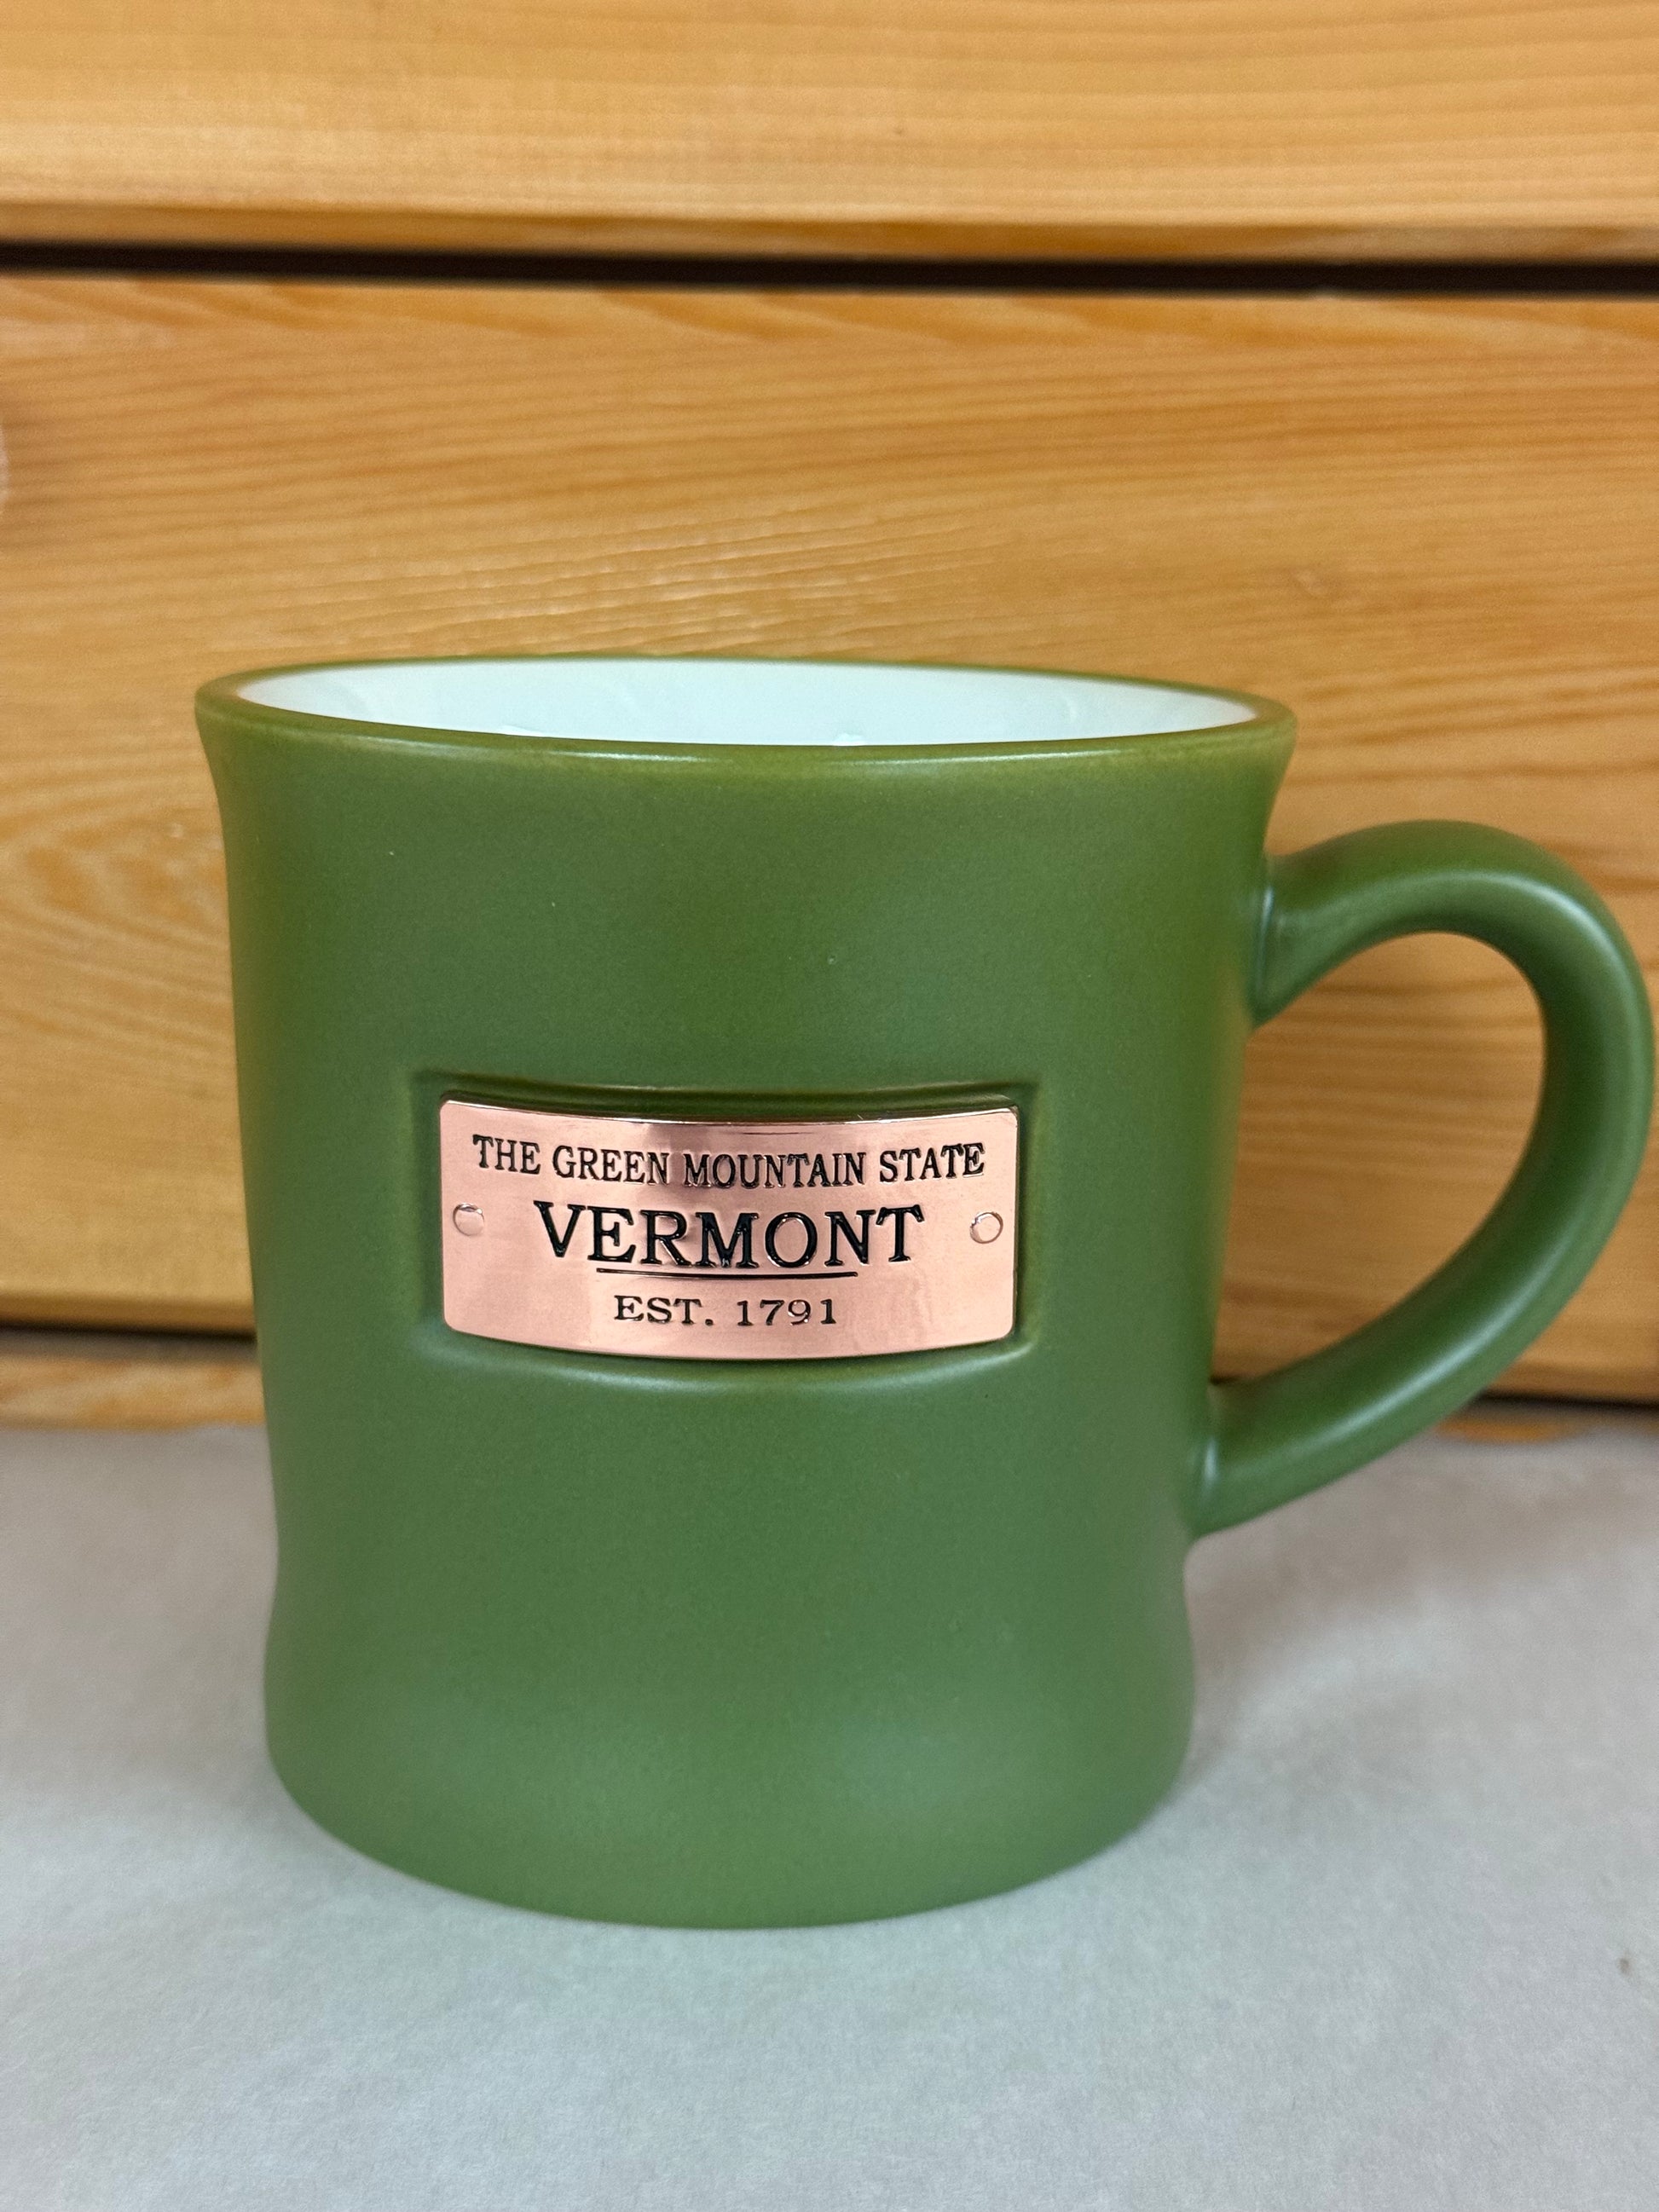 THE GREEN MOUNTAIN STATE
VERMONT
EST. 1791